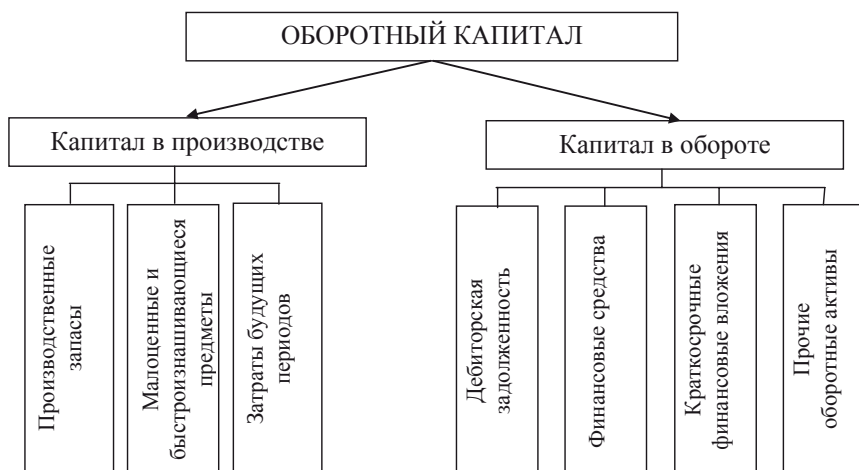 ОБОРОТНЫЙ КАПИТАЛ
Капитал в производстве
Капитал в обороте
Производственные
запасы
Малоценные и
быстроизнашивающиеся
предметы
Затраты будущих
периодов
Дебиторская
задолженность
Финансовые средства
Краткосрочные
финансовые вложения
Прочие
оборотные активы